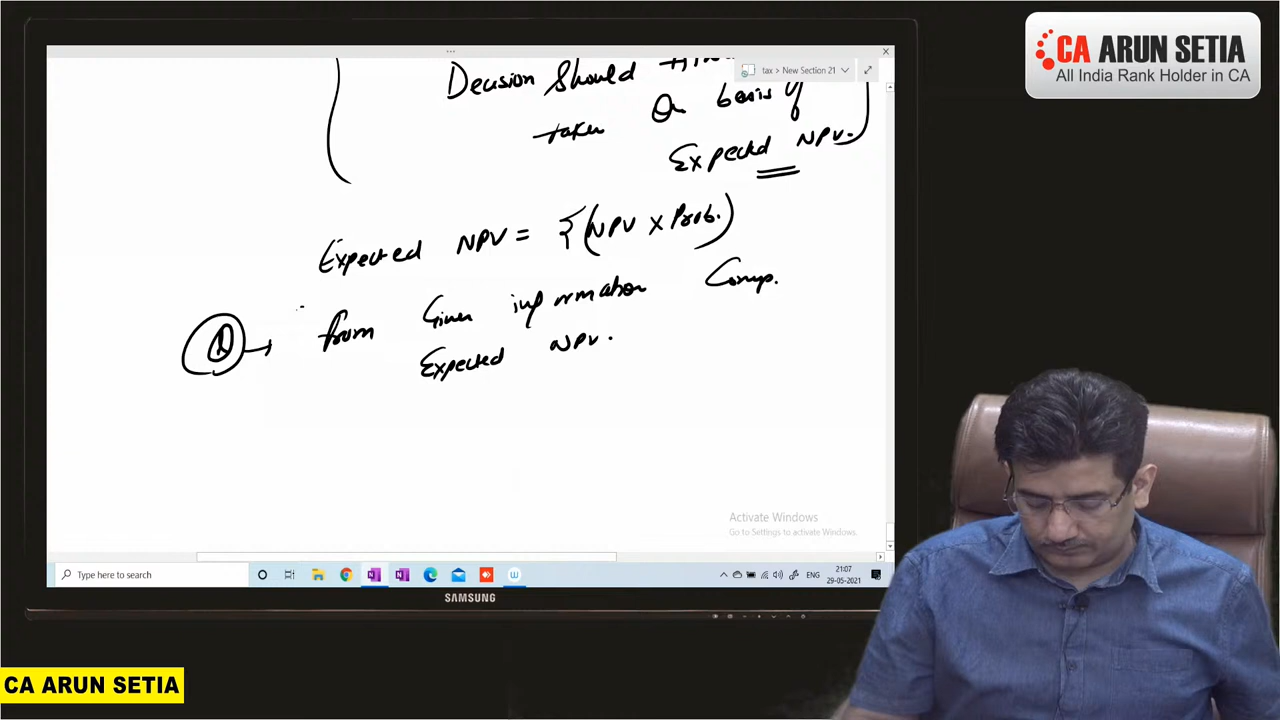 CA ARUN SETIA
All India Rank Holder in CA
tax > New Section 21
Decision Should
taken On basis of
Expected NPV.
Expected NPV = Σ(NPV x Prob.)
Q → From Given information Comp.
Expected NPV.
Activate Windows
Go to Settings to activate Windows.
Type here to search
ENG
21:07
29-05-2021
SAMSUNG
CA ARUN SETIA